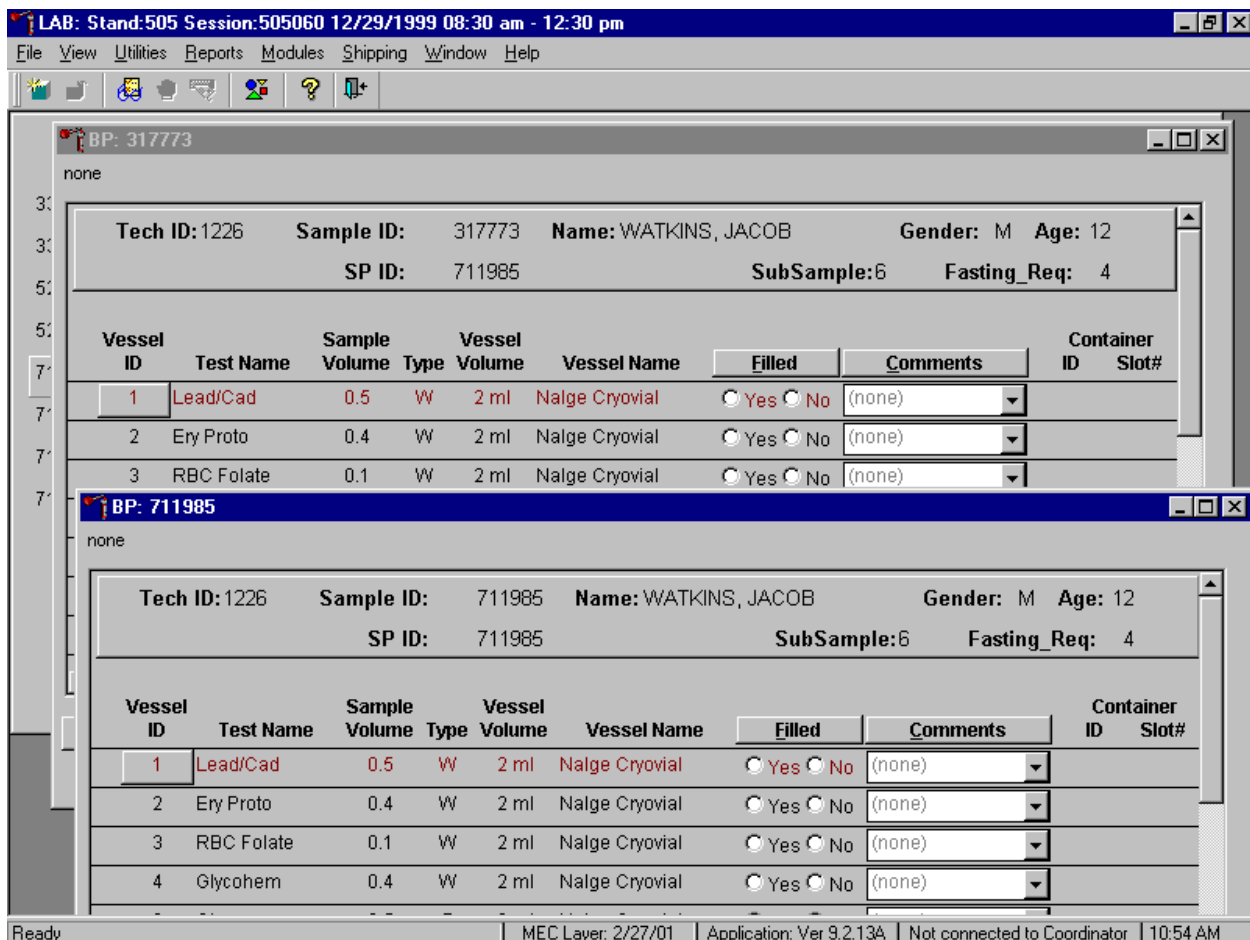 LAB: Stand:505 Session:505060 12/29/1999 08:30 am - 12:30 pm
File View Utilities Reports Modules Shipping Window Help
BP: 317773
none
Tech ID: 1226 Sample ID: 317773 Name: WATKINS, JACOB Gender: M Age: 12
SP ID: 711985 SubSample:6 Fasting_Req: 4
Vessel Sample Vessel Container
ID Test Name Volume Type Volume Vessel Name Filled Comments ID Slot#
1 Lead/Cad 0.5 W 2 ml Nalge Cryovial Yes No (none)
2 Ery Proto 0.4 W 2 ml Nalge Cryovial Yes No (none)
3 RBC Folate 0.1 W 2 ml Nalge Cryovial Yes No (none)
BP: 711985
none
Tech ID: 1226 Sample ID: 711985 Name: WATKINS, JACOB Gender: M Age: 12
SP ID: 711985 SubSample:6 Fasting_Req: 4
Vessel Sample Vessel Container
ID Test Name Volume Type Volume Vessel Name Filled Comments ID Slot#
1 Lead/Cad 0.5 W 2 ml Nalge Cryovial Yes No (none)
2 Ery Proto 0.4 W 2 ml Nalge Cryovial Yes No (none)
3 RBC Folate 0.1 W 2 ml Nalge Cryovial Yes No (none)
4 Glycohem 0.4 W 2 ml Nalge Cryovial Yes No (none)
Ready MEC Layer: 2/27/01 Application: Ver 9.2.13A Not connected to Coordinator 10:54 AM